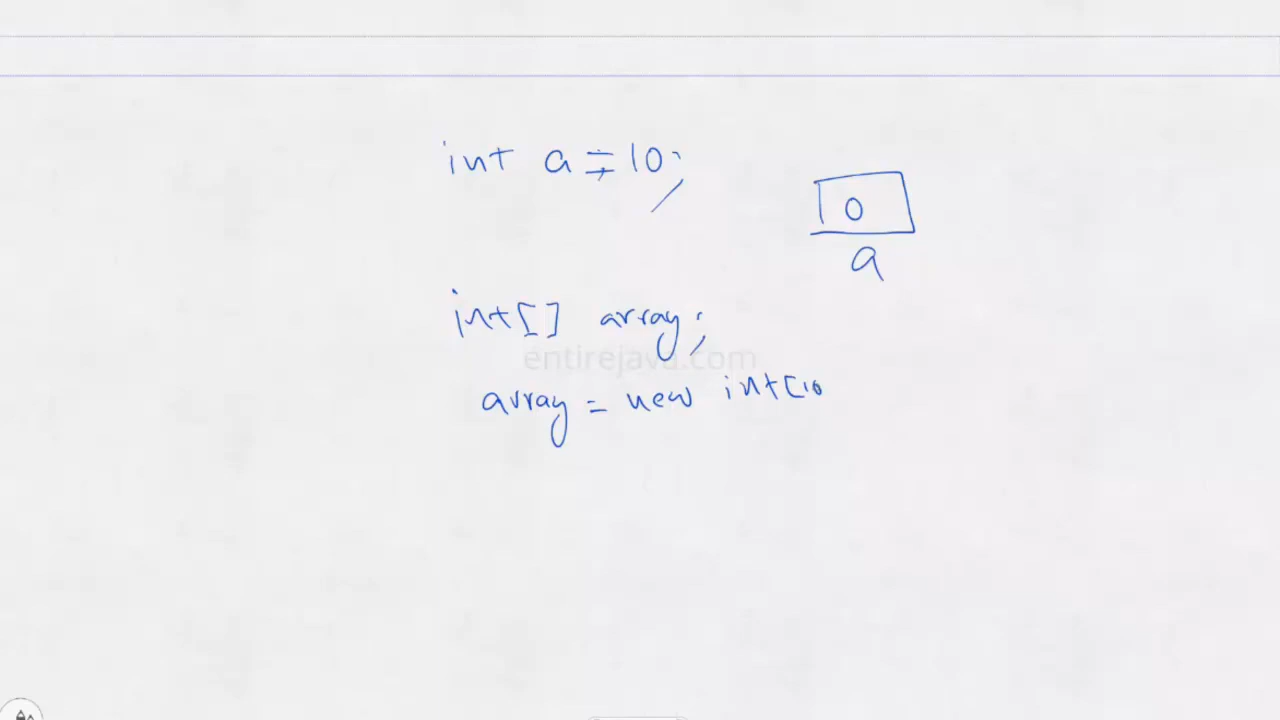 int a = 10;
10
a
int[] array;
entirejava.com
array = new int[10